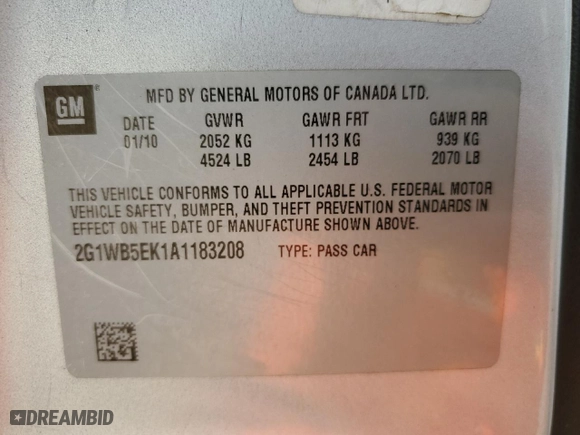 GM
MFD BY GENERAL MOTORS OF CANADA LTD.
DATE GVWR GAWR FRT GAWR RR
01/10 2052 KG 1113 KG 939 KG
4524 LB 2454 LB 2070 LB
THIS VEHICLE CONFORMS TO ALL APPLICABLE U.S. FEDERAL MOTOR
VEHICLE SAFETY, BUMPER, AND THEFT PREVENTION STANDARDS IN
EFFECT ON THE DATE OF MANUFACTURE SHOWN ABOVE.
2G1WB5EK1A1183208 TYPE: PASS CAR
DREAMBID